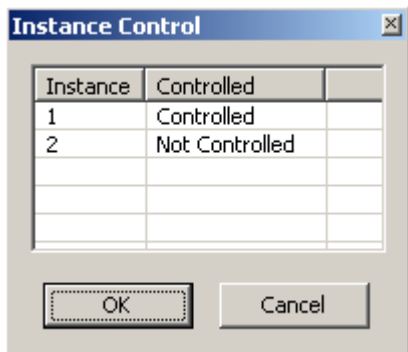 Instance Control
Instance Controlled
1 Controlled
2 Not Controlled
OK Cancel